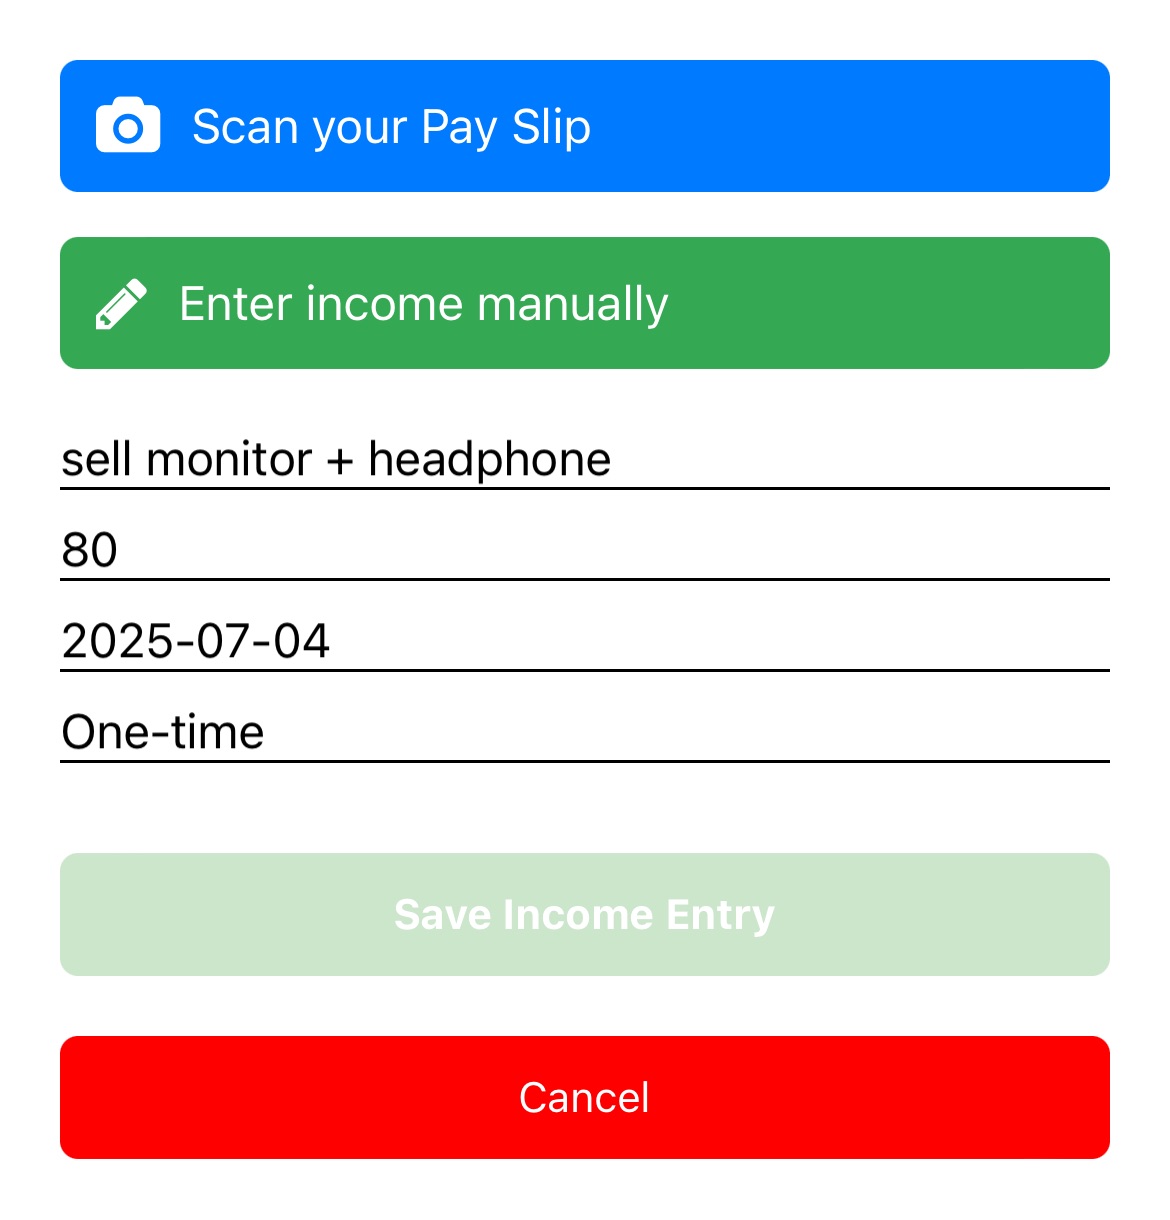 Scan your Pay Slip
Enter income manually
sell monitor + headphone
80
2025-07-04
One-time
Save Income Entry
Cancel